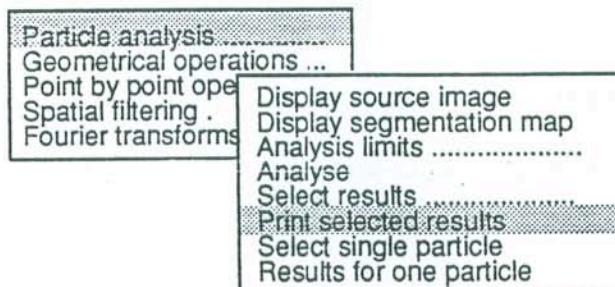 Particle analysis ...............
Geometrical operations ...
Point by point ope
Spatial filtering .
Fourier transforms
Display source image
Display segmentation map
Analysis limits .....................
Analyse
Select results .....................
Print selected results
Select single particle
Results for one particle